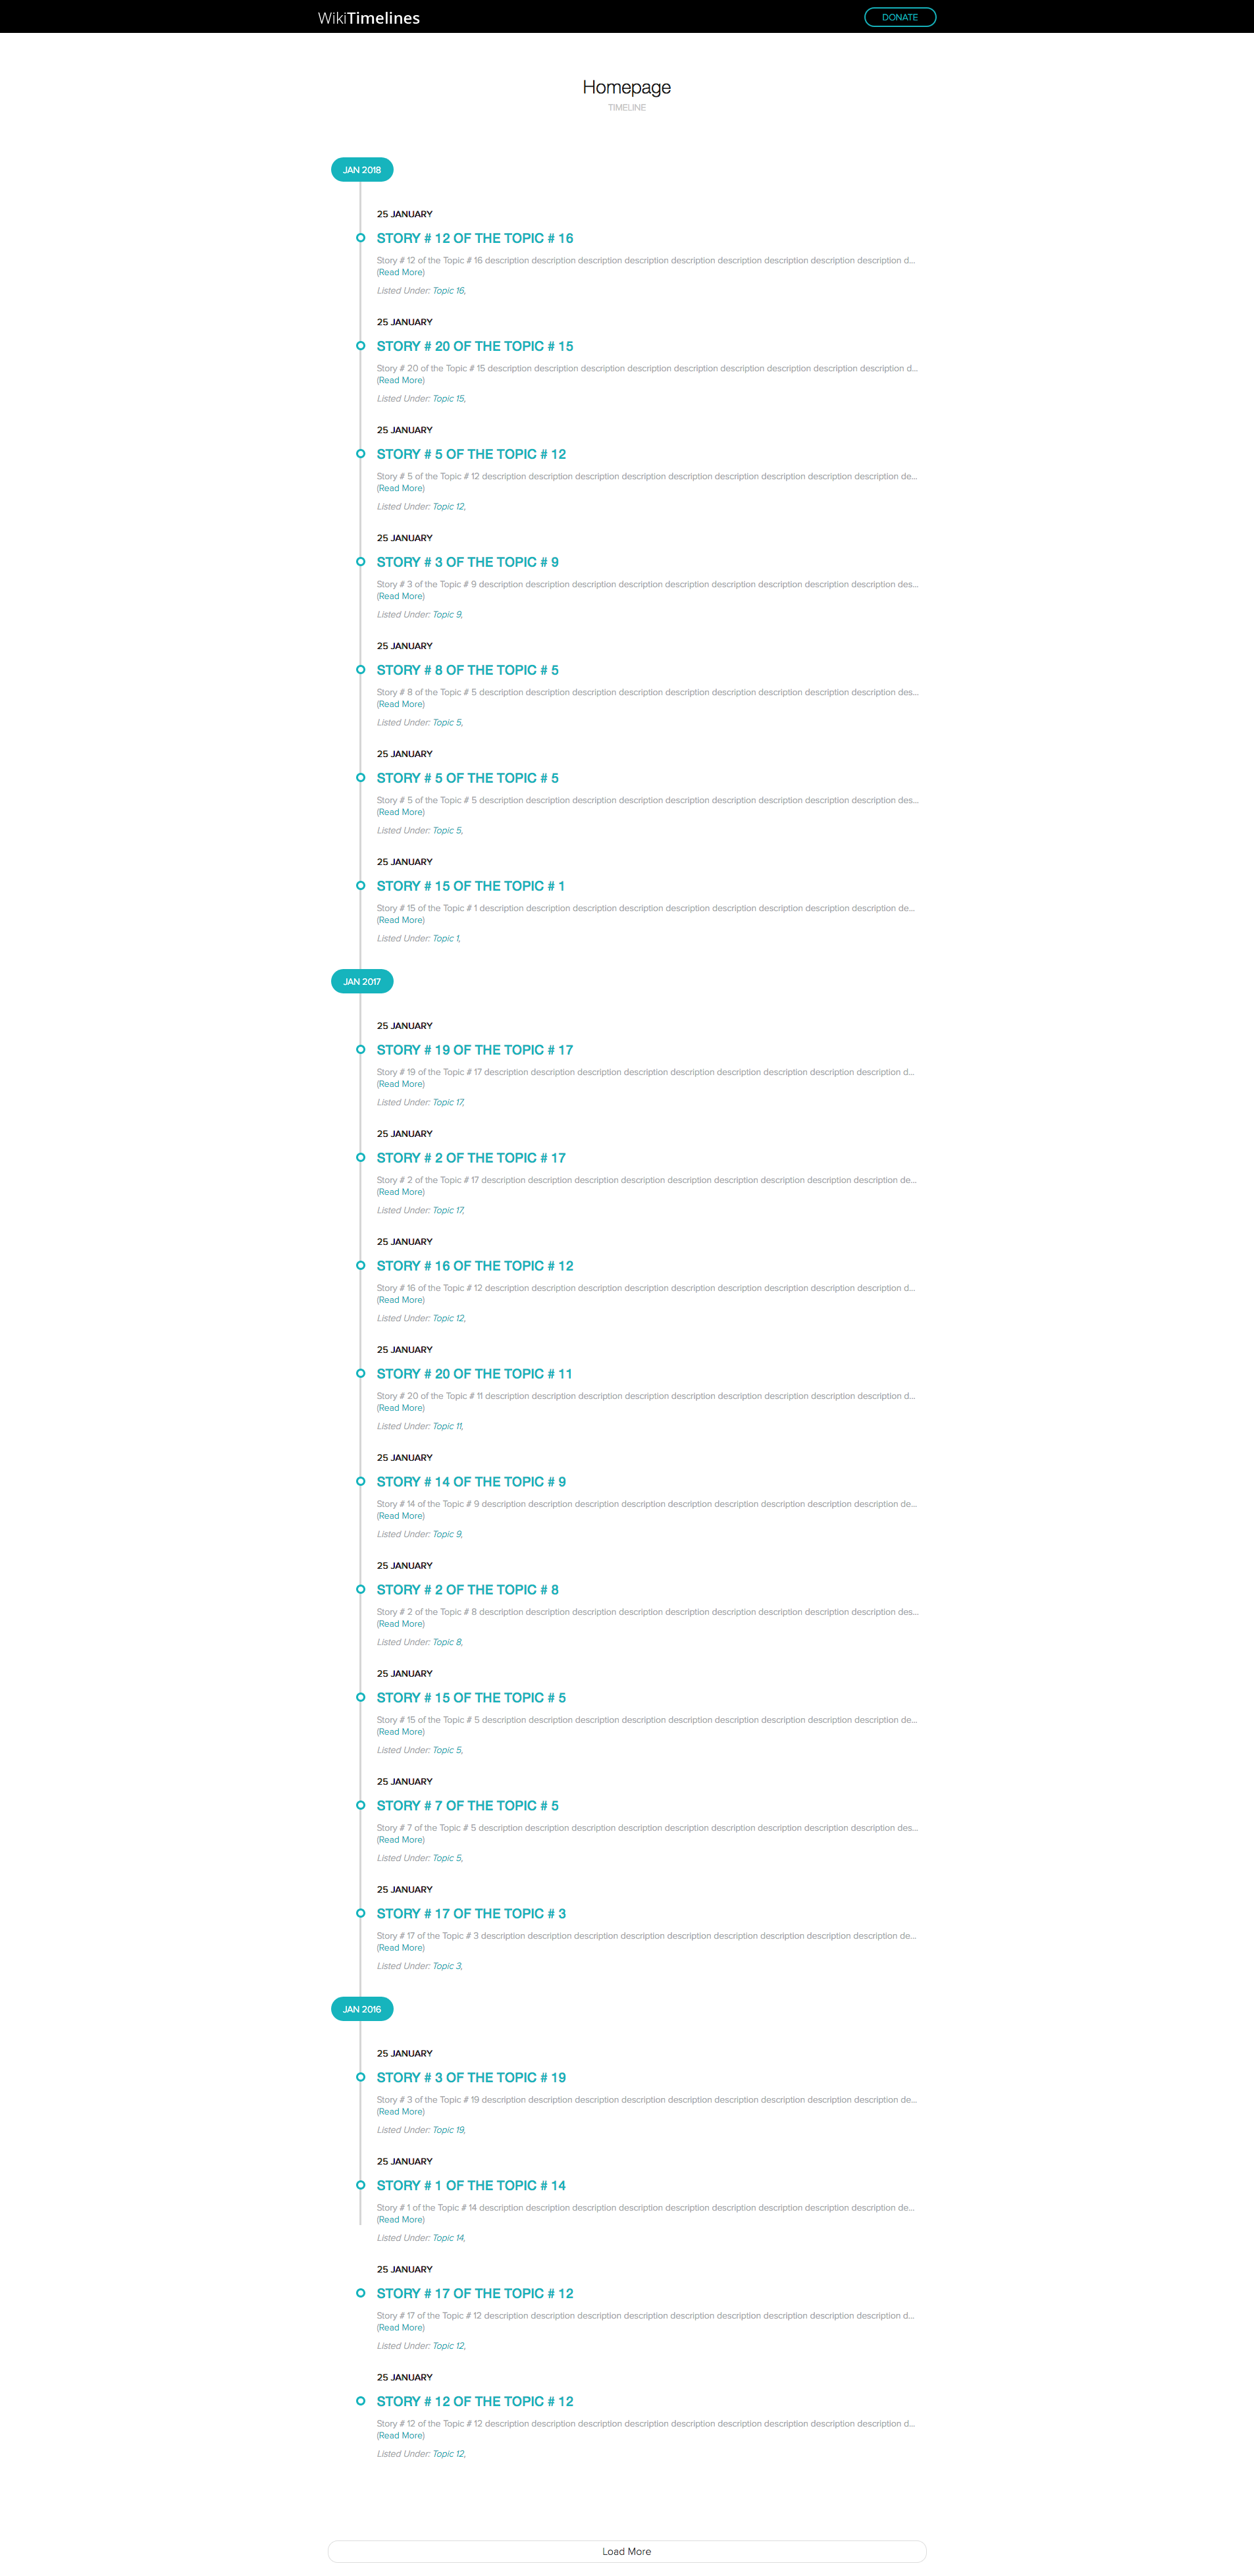 WikiTimelines
DONATE
Homepage
TIMELINE
JAN 2018
25 JANUARY
STORY # 12 OF THE TOPIC # 16
Story # 12 of the Topic # 16 description description description description description description description description description d...
(Read More)
Listed Under: Topic 16,
25 JANUARY
STORY # 20 OF THE TOPIC # 15
Story # 20 of the Topic # 15 description description description description description description description description description d...
(Read More)
Listed Under: Topic 15,
25 JANUARY
STORY # 5 OF THE TOPIC # 12
Story # 5 of the Topic # 12 description description description description description description description description description de...
(Read More)
Listed Under: Topic 12,
25 JANUARY
STORY # 3 OF THE TOPIC # 9
Story # 3 of the Topic # 9 description description description description description description description description description des...
(Read More)
Listed Under: Topic 9,
25 JANUARY
STORY # 8 OF THE TOPIC # 5
Story # 8 of the Topic # 5 description description description description description description description description description des...
(Read More)
Listed Under: Topic 5,
25 JANUARY
STORY # 5 OF THE TOPIC # 5
Story # 5 of the Topic # 5 description description description description description description description description description des...
(Read More)
Listed Under: Topic 5,
25 JANUARY
STORY # 15 OF THE TOPIC # 1
Story # 15 of the Topic # 1 description description description description description description description description description de...
(Read More)
Listed Under: Topic 1,
JAN 2017
25 JANUARY
STORY # 19 OF THE TOPIC # 17
Story # 19 of the Topic # 17 description description description description description description description description description d...
(Read More)
Listed Under: Topic 17,
25 JANUARY
STORY # 2 OF THE TOPIC # 17
Story # 2 of the Topic # 17 description description description description description description description description description de...
(Read More)
Listed Under: Topic 17,
25 JANUARY
STORY # 16 OF THE TOPIC # 12
Story # 16 of the Topic # 12 description description description description description description description description description d...
(Read More)
Listed Under: Topic 12,
25 JANUARY
STORY # 20 OF THE TOPIC # 11
Story # 20 of the Topic # 11 description description description description description description description description description d...
(Read More)
Listed Under: Topic 11,
25 JANUARY
STORY # 14 OF THE TOPIC # 9
Story # 14 of the Topic # 9 description description description description description description description description description de...
(Read More)
Listed Under: Topic 9,
25 JANUARY
STORY # 2 OF THE TOPIC # 8
Story # 2 of the Topic # 8 description description description description description description description description description des...
(Read More)
Listed Under: Topic 8,
25 JANUARY
STORY # 15 OF THE TOPIC # 5
Story # 15 of the Topic # 5 description description description description description description description description description de...
(Read More)
Listed Under: Topic 5,
25 JANUARY
STORY # 7 OF THE TOPIC # 5
Story # 7 of the Topic # 5 description description description description description description description description description des...
(Read More)
Listed Under: Topic 5,
25 JANUARY
STORY # 17 OF THE TOPIC # 3
Story # 17 of the Topic # 3 description description description description description description description description description de...
(Read More)
Listed Under: Topic 3,
JAN 2016
25 JANUARY
STORY # 3 OF THE TOPIC # 19
Story # 3 of the Topic # 19 description description description description description description description description description de...
(Read More)
Listed Under: Topic 19,
25 JANUARY
STORY # 1 OF THE TOPIC # 14
Story # 1 of the Topic # 14 description description description description description description description description description de...
(Read More)
Listed Under: Topic 14,
25 JANUARY
STORY # 17 OF THE TOPIC # 12
Story # 17 of the Topic # 12 description description description description description description description description description d...
(Read More)
Listed Under: Topic 12,
25 JANUARY
STORY # 12 OF THE TOPIC # 12
Story # 12 of the Topic # 12 description description description description description description description description description d...
(Read More)
Listed Under: Topic 12,
Load More